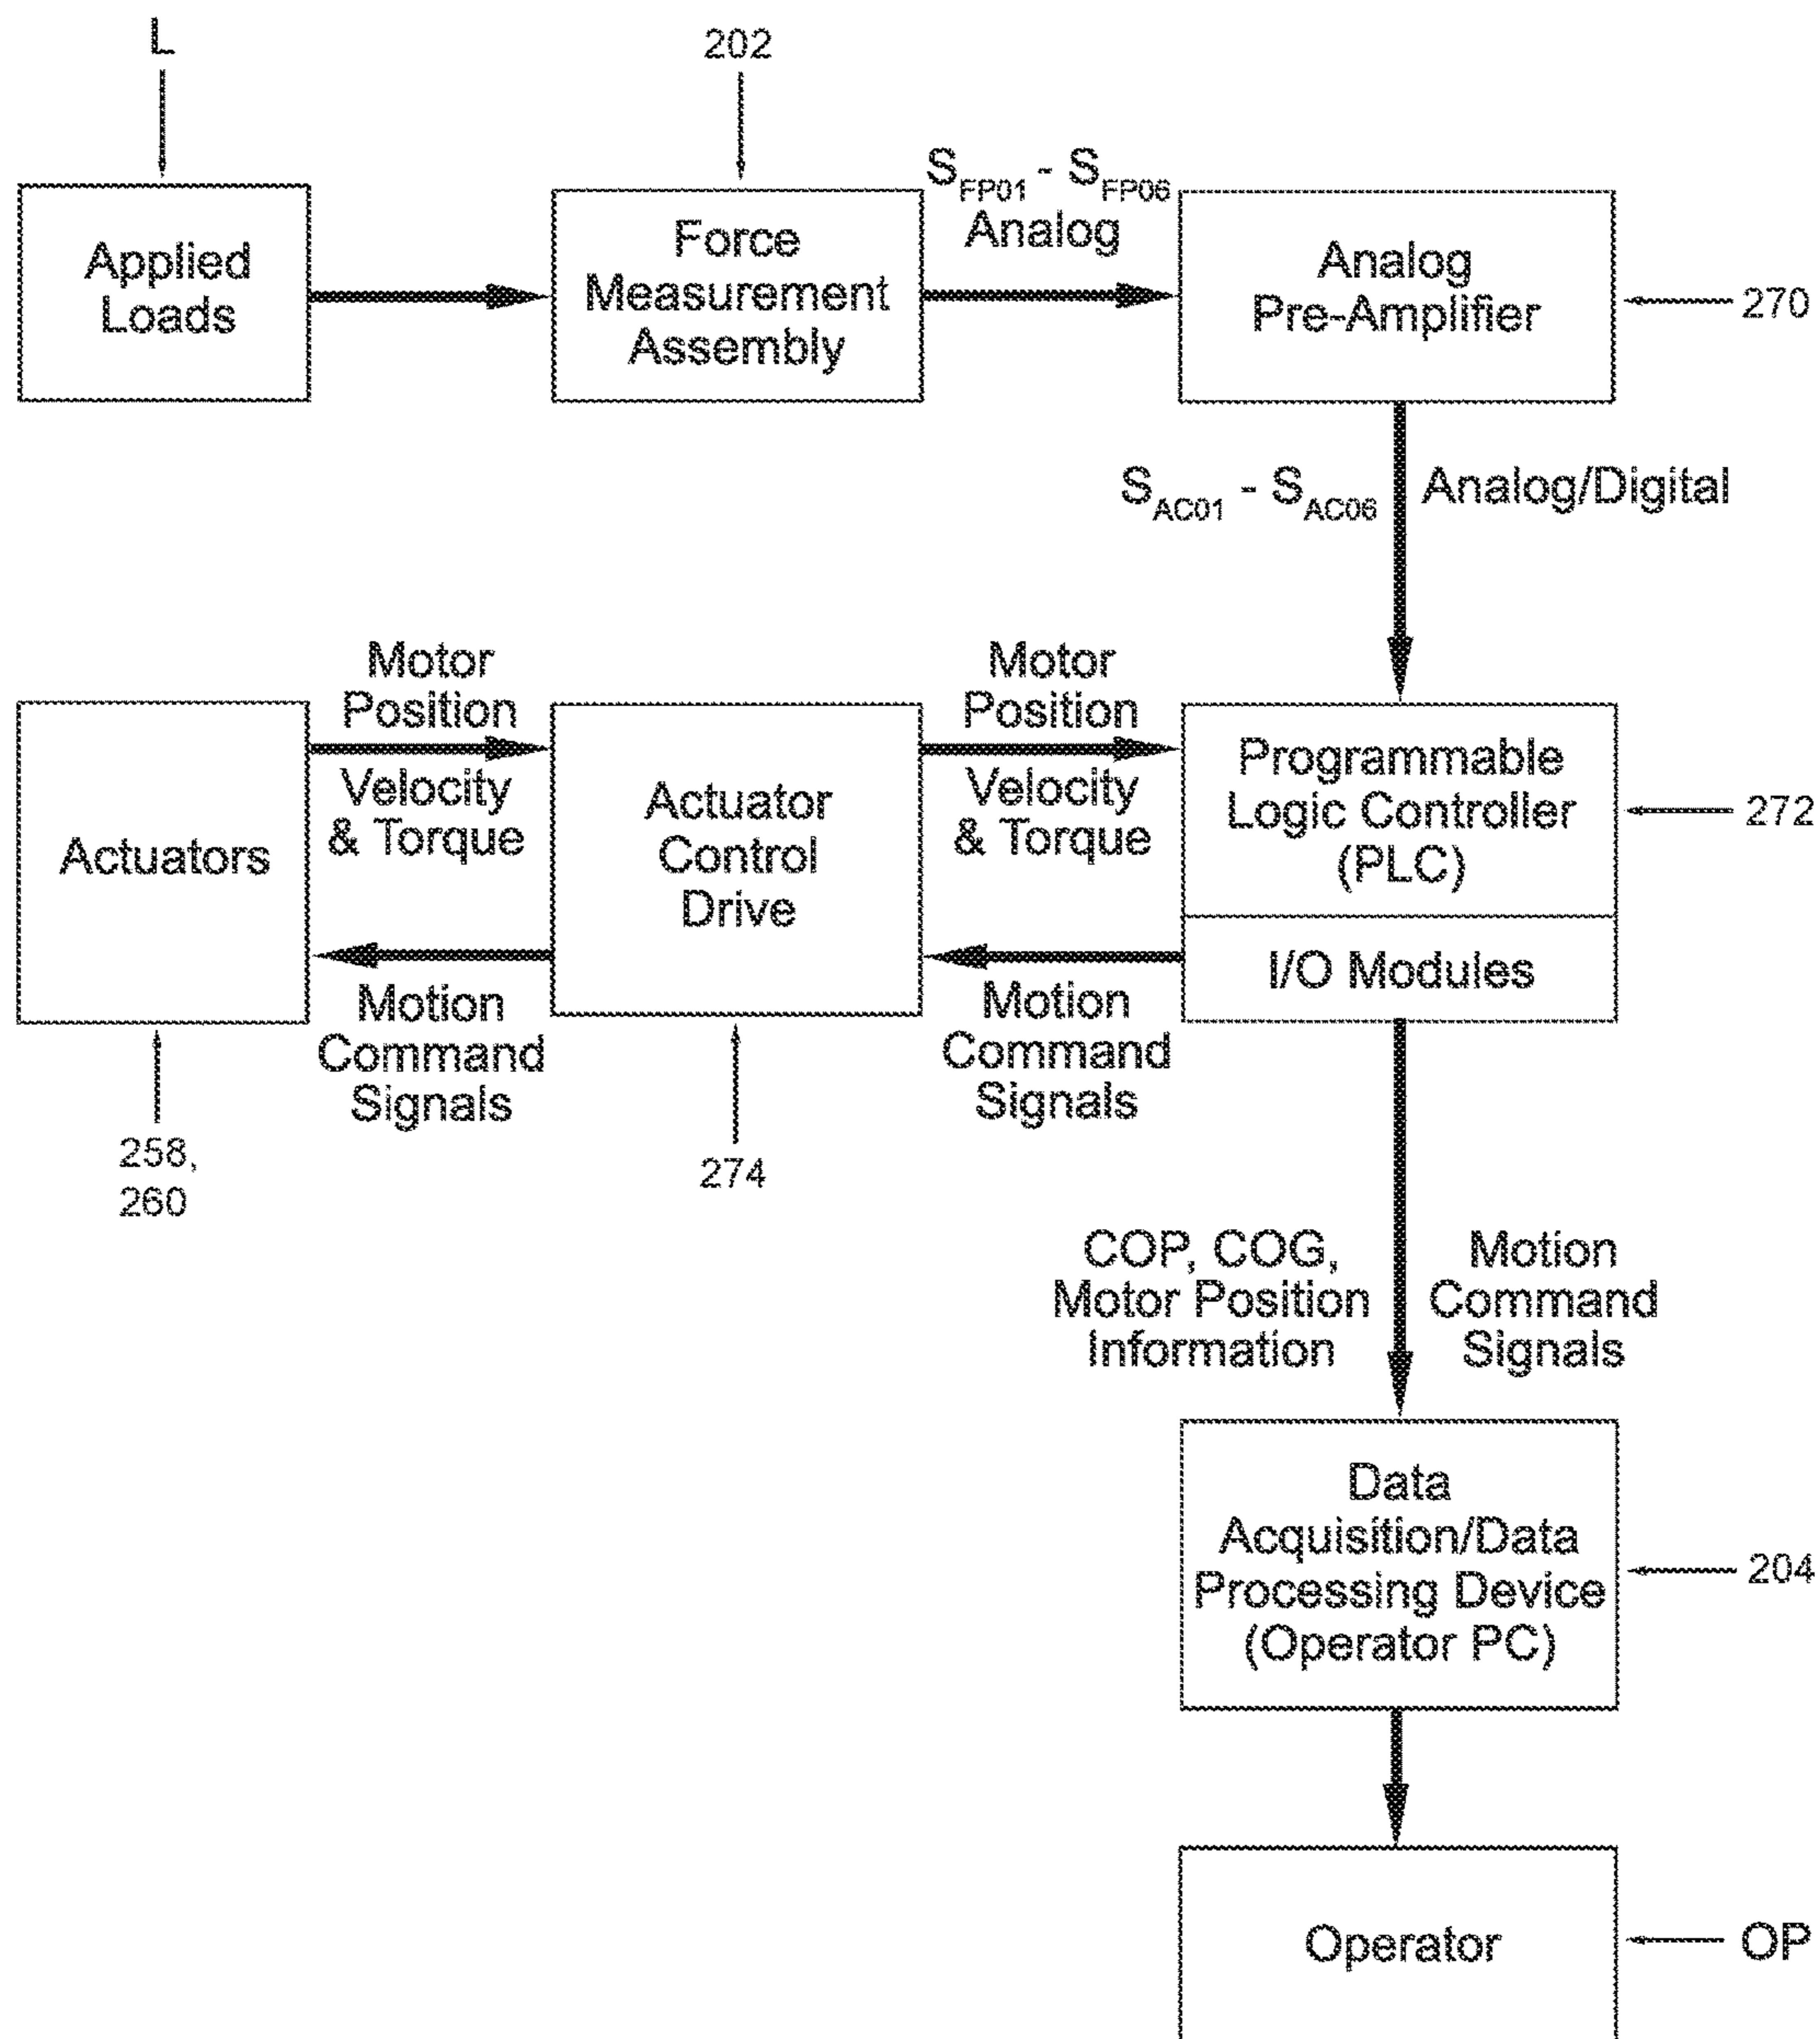 L
202
Applied
Loads
Force
Measurement
Assembly
S_FP01 - S_FP06
Analog
Analog
Pre-Amplifier
270
S_AC01 - S_AC06
Analog/Digital
Actuators
258,
260
Motor
Position
Velocity
& Torque
Motion
Command
Signals
Actuator
Control
Drive
274
Motor
Position
Velocity
& Torque
Motion
Command
Signals
Programmable
Logic Controller
(PLC)
I/O Modules
272
COP, COG,
Motor Position
Information
Motion
Command
Signals
Data
Acquisition/Data
Processing Device
(Operator PC)
204
Operator
OP